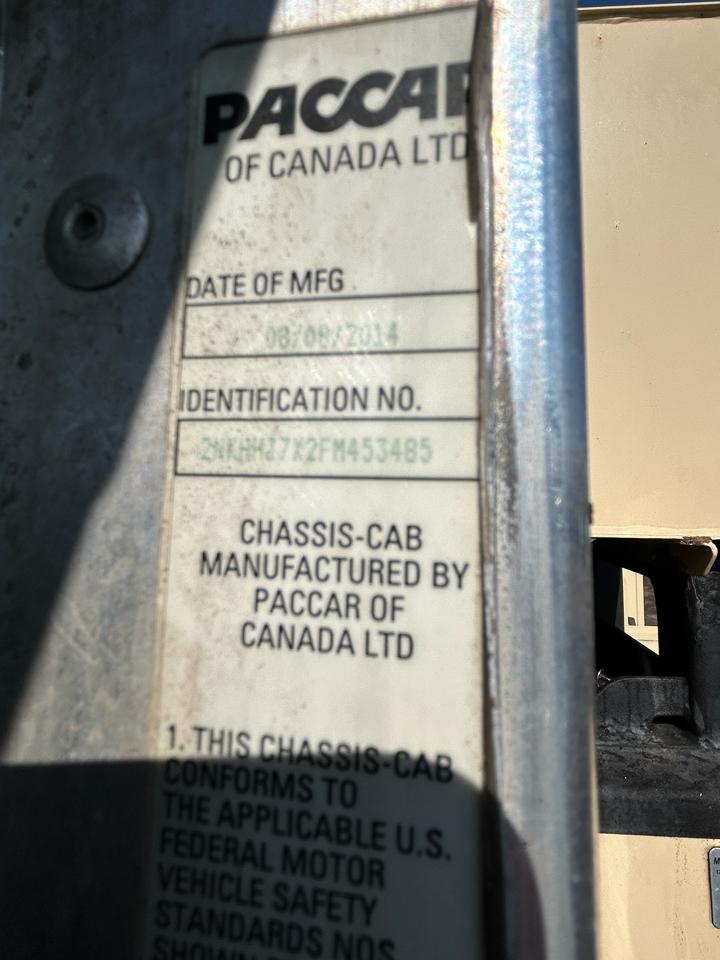 PACCAR
OF CANADA LTD
DATE OF MFG
08/08/2014
IDENTIFICATION NO.
2NKHHJ7X2FM453485
CHASSIS-CAB
MANUFACTURED BY
PACCAR OF
CANADA LTD
1. THIS CHASSIS-CAB
CONFORMS TO
THE APPLICABLE U.S.
FEDERAL MOTOR
VEHICLE SAFETY
STANDARDS NOS
SHOWN